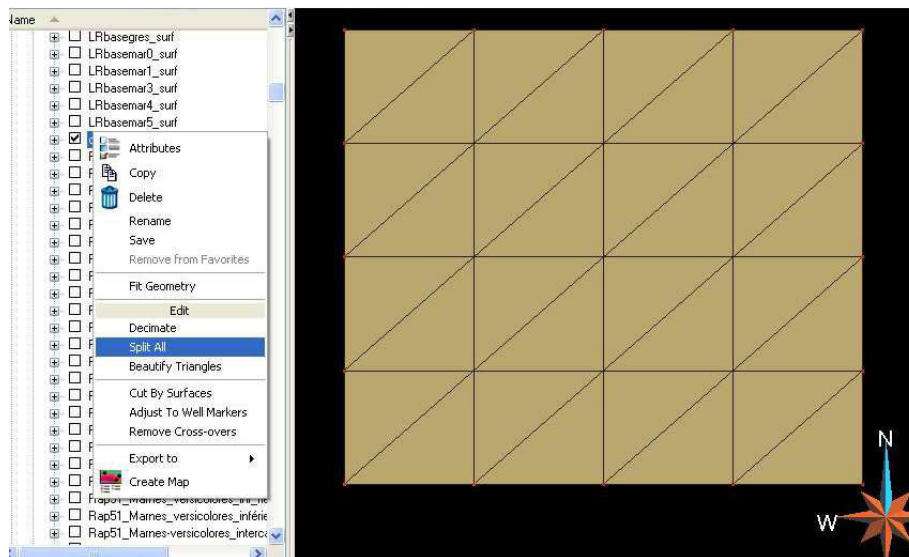 Name
LRbasegres_surf
LRbasemar0_surf
LRbasemar1_surf
LRbasemar3_surf
LRbasemar4_surf
LRbasemar5_surf
Attributes
Copy
Delete
Rename
Save
Remove from Favorites
Fit Geometry
Edit
Decimate
Split All
Beautify Triangles
Cut By Surfaces
Adjust To Well Markers
Remove Cross-overs
Export to
Create Map
Rap51_Marnes_versicolores_inférie
Rap51_Marnes-versicolores_interca
N
W